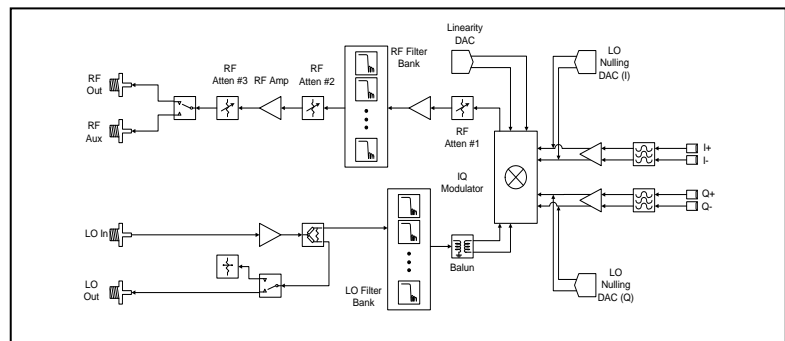 Linearity
DAC
LO
Nulling
DAC (I)
RF Filter
Bank
RF
Out
RF
Atten #3
RF Amp
RF
Atten #2
RF
Aux
RF
Atten #1
I+
I-
IQ
Modulator
Q+
Q-
LO In
Balun
LO
Out
LO Filter
Bank
LO
Nulling
DAC (Q)